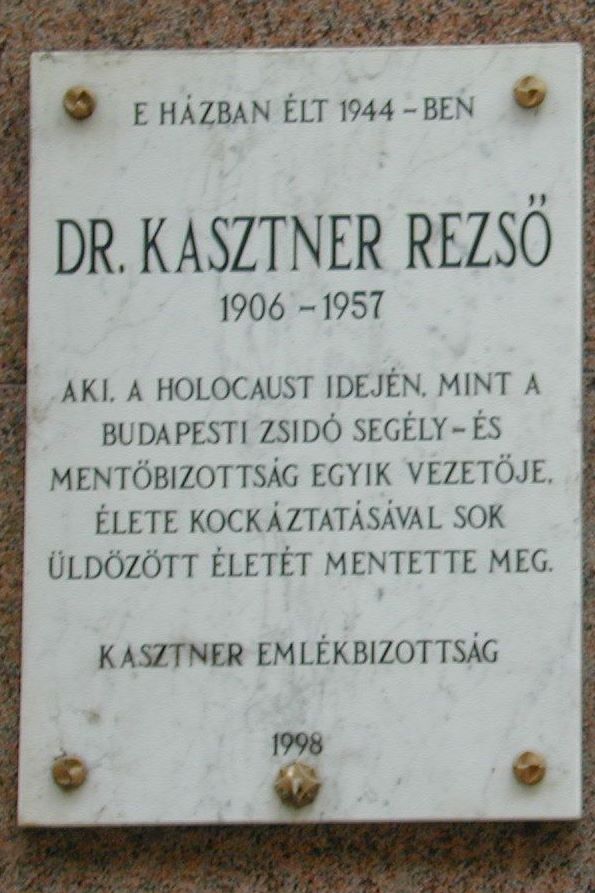 E HÁZBAN ÉLT 1944 – BEN
DR. KASZTNER REZSŐ
1906 – 1957
AKI, A HOLOCAUST IDEJÉN, MINT A
BUDAPESTI ZSIDÓ SEGÉLY – ÉS
MENTŐBIZOTTSÁG EGYIK VEZETŐJE,
ÉLETE KOCKÁZTATÁSÁVAL SOK
ÜLDÖZÖTT ÉLETÉT MENTETTE MEG.
KASZTNER EMLÉKBIZOTTSÁG
1998